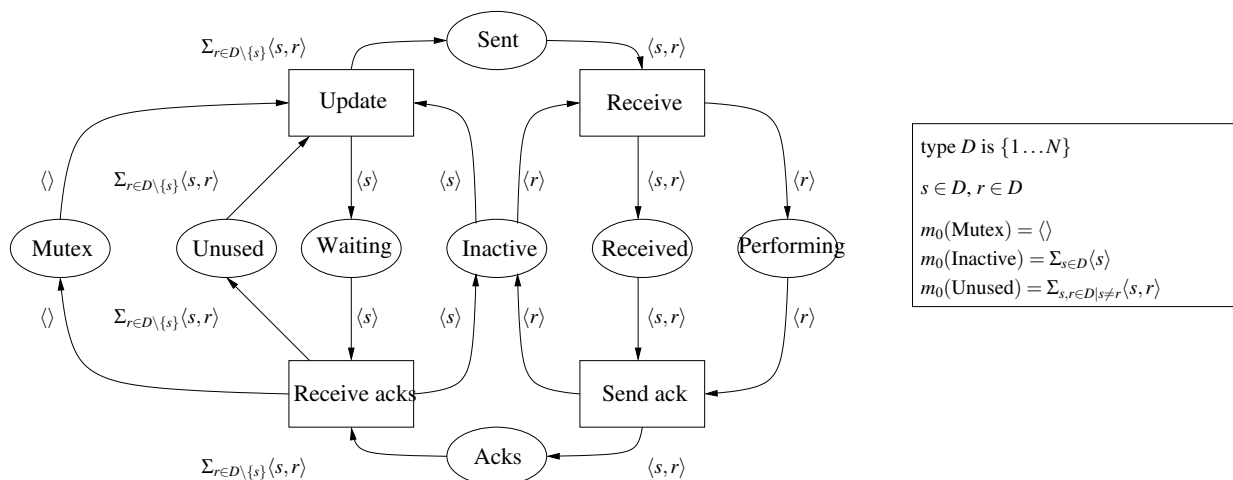 Σ_{r∈D\{s}}⟨s,r⟩ Sent ⟨s,r⟩
Update Receive
⟨⟩ Σ_{r∈D\{s}}⟨s,r⟩ ⟨s⟩ ⟨s⟩ ⟨r⟩ ⟨s,r⟩ ⟨r⟩
Mutex Unused Waiting Inactive Received Performing
⟨⟩ Σ_{r∈D\{s}}⟨s,r⟩ ⟨s⟩ ⟨s⟩ ⟨r⟩ ⟨s,r⟩ ⟨r⟩
Receive acks Send ack
Σ_{r∈D\{s}}⟨s,r⟩ Acks ⟨s,r⟩
type D is {1…N}
s ∈ D, r ∈ D
m₀(Mutex) = ⟨⟩
m₀(Inactive) = Σ_{s∈D}⟨s⟩
m₀(Unused) = Σ_{s,r∈D|s≠r}⟨s,r⟩